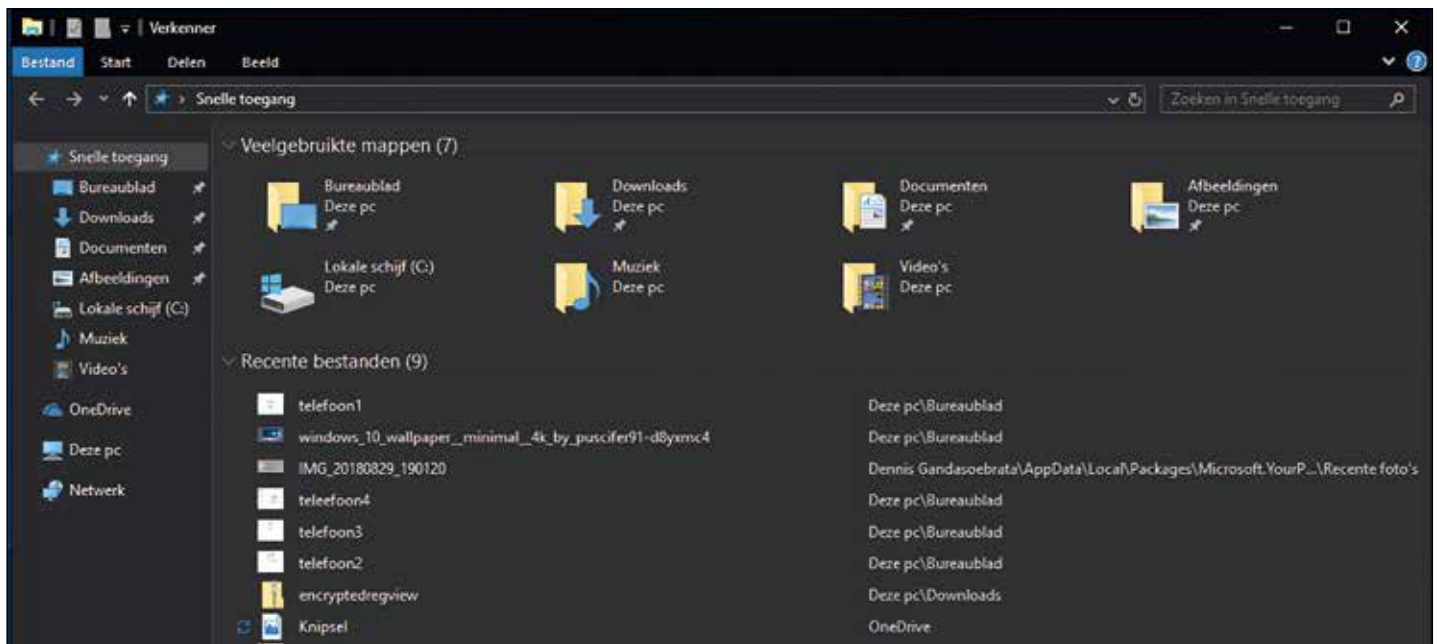 Verkenner
Bestand Start Delen Beeld
Snelle toegang
Zoeken in Snelle toegang
Snelle toegang
Bureaublad
Downloads
Documenten
Afbeeldingen
Lokale schijf (C:)
Muziek
Video's
OneDrive
Deze pc
Netwerk
Veelgebruikte mappen (7)
Bureaublad
Deze pc
Downloads
Deze pc
Documenten
Deze pc
Afbeeldingen
Deze pc
Lokale schijf (C:)
Deze pc
Muziek
Deze pc
Video's
Deze pc
Recente bestanden (9)
telefoon1 Deze pc\Bureaublad
windows_10_wallpaper__minimal__4k_by_puscifer91-d8yxmc4 Deze pc\Bureaublad
IMG_20180829_190120 Dennis Gandasoebrata\AppData\Local\Packages\Microsoft.YourP...\Recente foto's
teleefoon4 Deze pc\Bureaublad
telefoon3 Deze pc\Bureaublad
telefoon2 Deze pc\Bureaublad
encryptedregview Deze pc\Downloads
Knipsel OneDrive